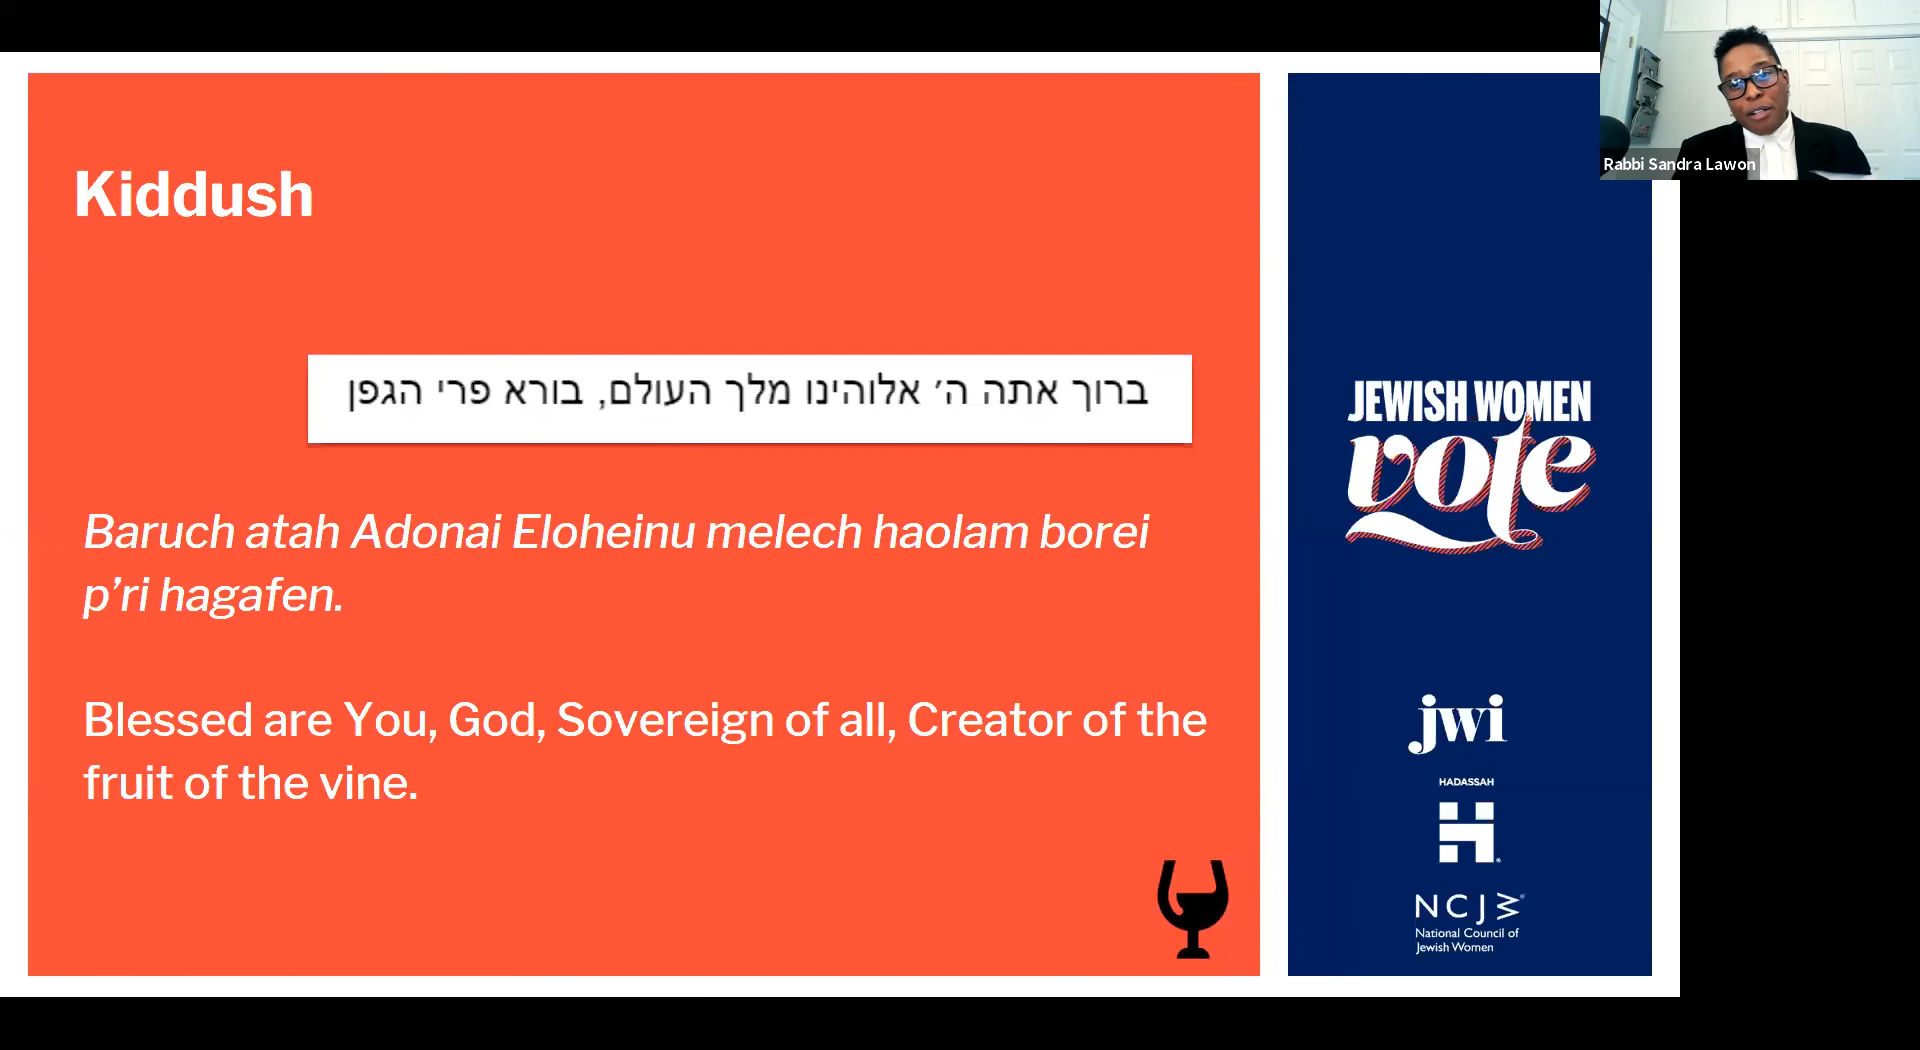 Kiddush
ברוך אתה ה׳ אלוהינו מלך העולם, בורא פרי הגפן
Baruch atah Adonai Eloheinu melech haolam borei
p’ri hagafen.
Blessed are You, God, Sovereign of all, Creator of the
fruit of the vine.
Rabbi Sandra Lawon
JEWISH WOMEN
vote
jwi
HADASSAH
H®
NCJW®
National Council of
Jewish Women